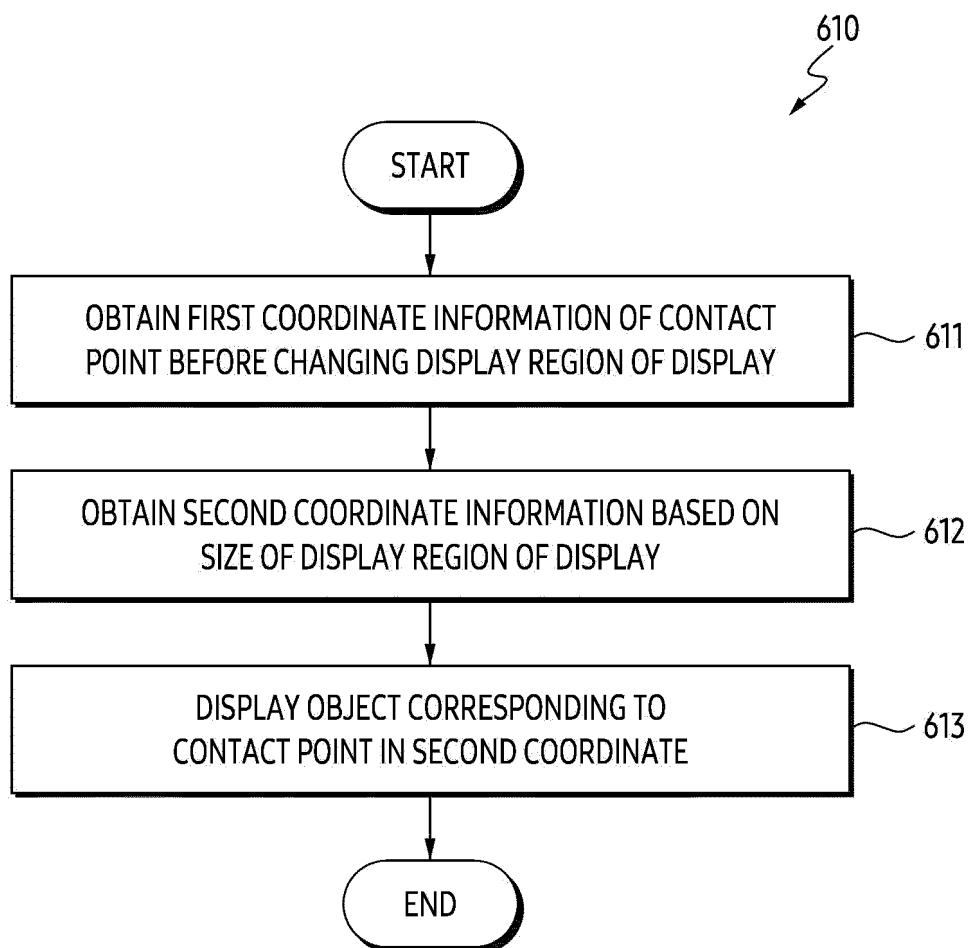 610
START
OBTAIN FIRST COORDINATE INFORMATION OF CONTACT
POINT BEFORE CHANGING DISPLAY REGION OF DISPLAY
611
OBTAIN SECOND COORDINATE INFORMATION BASED ON
SIZE OF DISPLAY REGION OF DISPLAY
612
DISPLAY OBJECT CORRESPONDING TO
CONTACT POINT IN SECOND COORDINATE
613
END